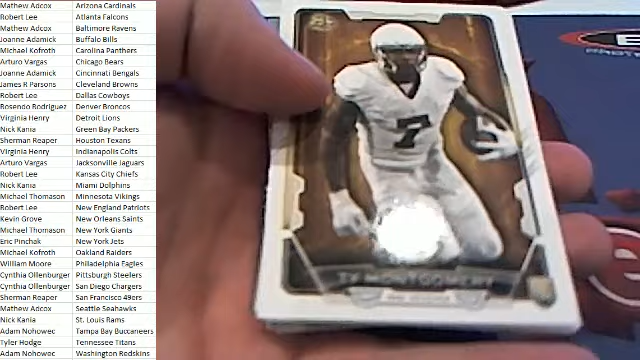 Mathew Adcox Arizona Cardinals
Robert Lee Atlanta Falcons
Mathew Adcox Baltimore Ravens
Joanne Adamick Buffalo Bills
Michael Kofroth Carolina Panthers
Arturo Vargas Chicago Bears
Joanne Adamick Cincinnati Bengals
James R Parsons Cleveland Browns
Robert Lee Dallas Cowboys
Rosendo Rodriguez Denver Broncos
Virginia Henry Detroit Lions
Nick Kania Green Bay Packers
Sherman Reaper Houston Texans
Virginia Henry Indianapolis Colts
Arturo Vargas Jacksonville Jaguars
Robert Lee Kansas City Chiefs
Nick Kania Miami Dolphins
Michael Thomason Minnesota Vikings
Robert Lee New England Patriots
Kevin Grove New Orleans Saints
Michael Thomason New York Giants
Eric Pinchak New York Jets
Michael Kofroth Oakland Raiders
William Moore Philadelphia Eagles
Cynthia Ollenburger Pittsburgh Steelers
Cynthia Ollenburger San Diego Chargers
Sherman Reaper San Francisco 49ers
Mathew Adcox Seattle Seahawks
Nick Kania St. Louis Rams
Adam Nohowec Tampa Bay Buccaneers
Tyler Hodge Tennessee Titans
Adam Nohowec Washington Redskins
7
TY MONTGOMERY